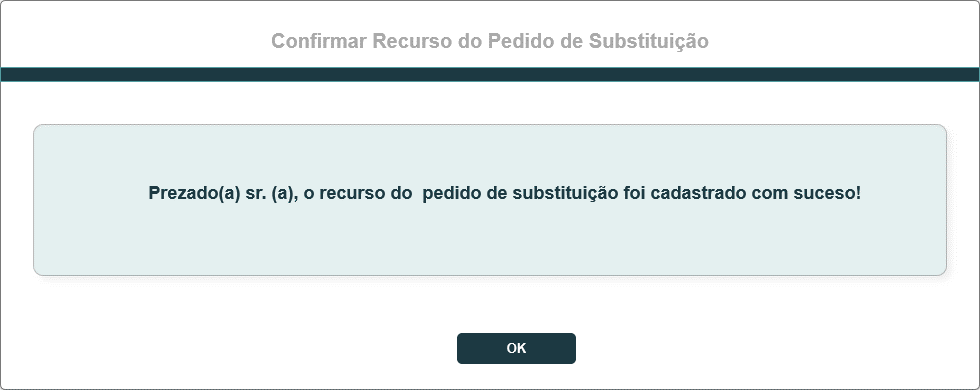 Confirmar Recurso do Pedido de Substituição
Prezado(a) sr. (a), o recurso do  pedido de substituição foi cadastrado com suceso!
OK